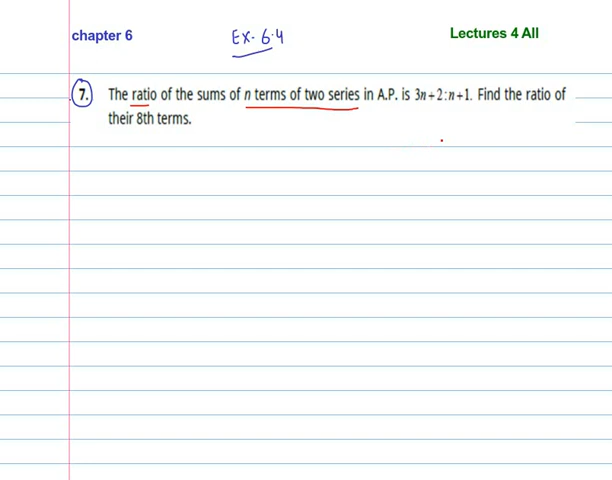 chapter 6 Ex. 6.4 Lectures 4 All
7. The ratio of the sums of n terms of two series in A.P. is 3n+2:n+1. Find the ratio of
their 8th terms.